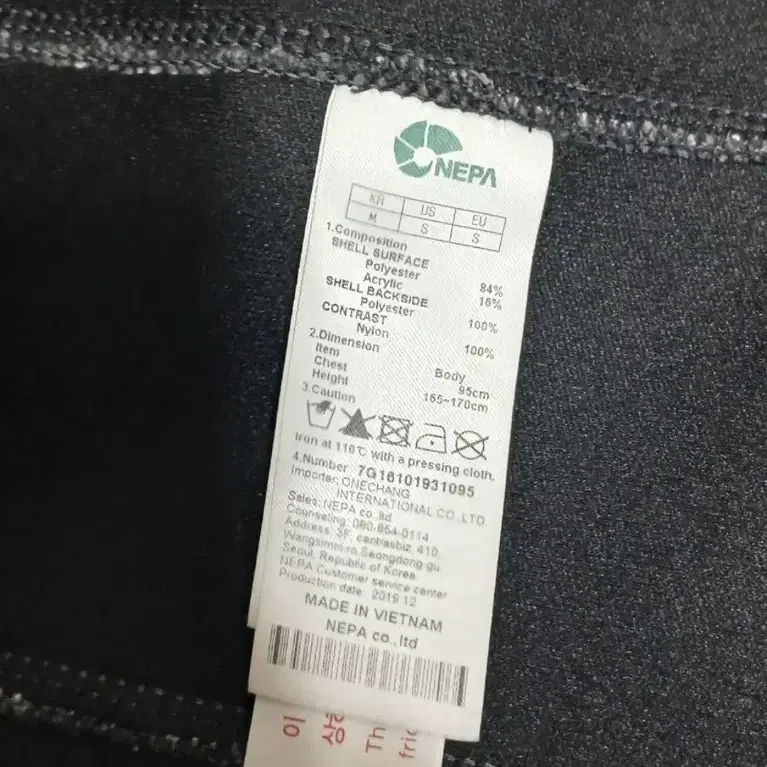 NEPA
KR US EU
M S S
1.Composition
SHELL SURFACE
Polyester 84%
Acrylic 16%
SHELL BACKSIDE
Polyester 100%
CONTRAST
Nylon 100%
2.Dimension
Item Body
Chest 95cm
Height 165~170cm
3.Caution
Iron at 110℃ with a pressing cloth.
4.Number 7G16101931095
Importer: ONECHANG
INTERNATIONAL CO.,LTD.
Sales: NEPA co.,ltd
Counseling: 080-854-0114
Address: 3F, centrasbiz, 410,
Wangsimni-ro, Seongdong-gu,
Seoul, Republic of Korea
NEPA Customer service center
Production date 2019.12
MADE IN VIETNAM
NEPA co.,ltd
이
상
Th
fric